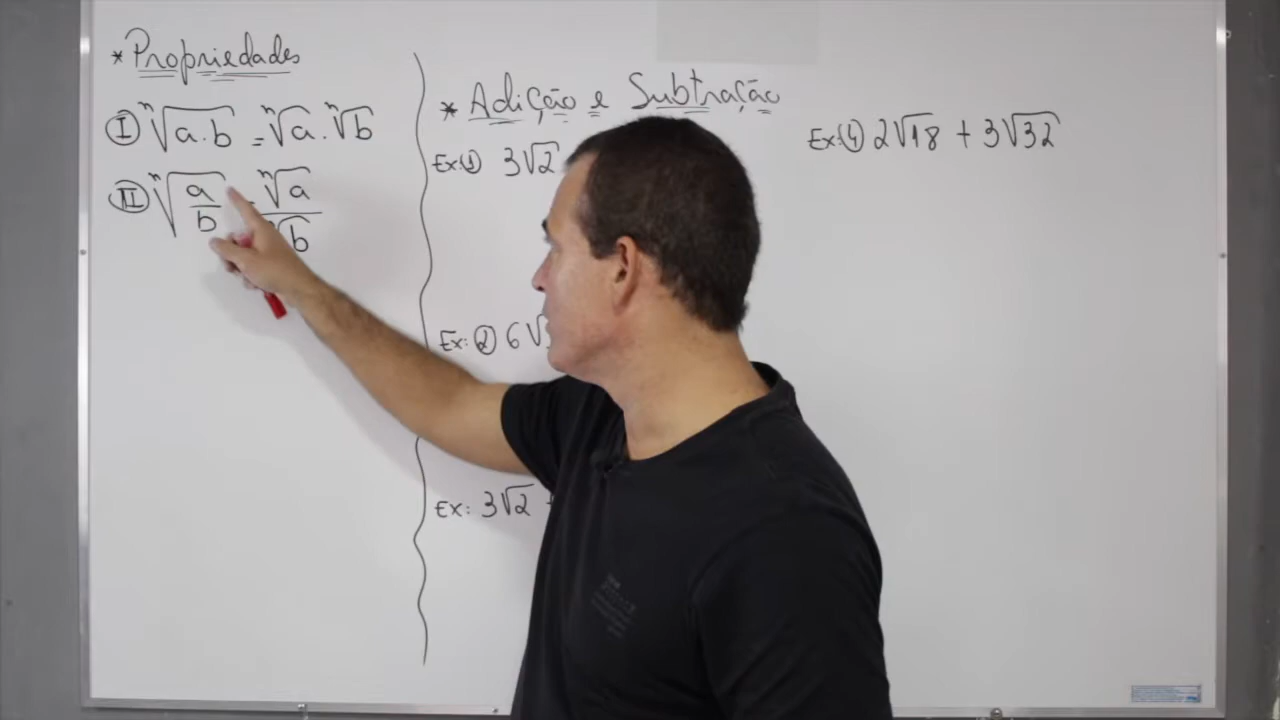 * Propriedades
I ⁿ√a.b = ⁿ√a . ⁿ√b
II ⁿ√a/b = ⁿ√a/ⁿ√b
* Adição e Subtração
Ex: 1 3√2
Ex: 2 6√
Ex: 3√2 +
Ex: 4 2√18 + 3√32